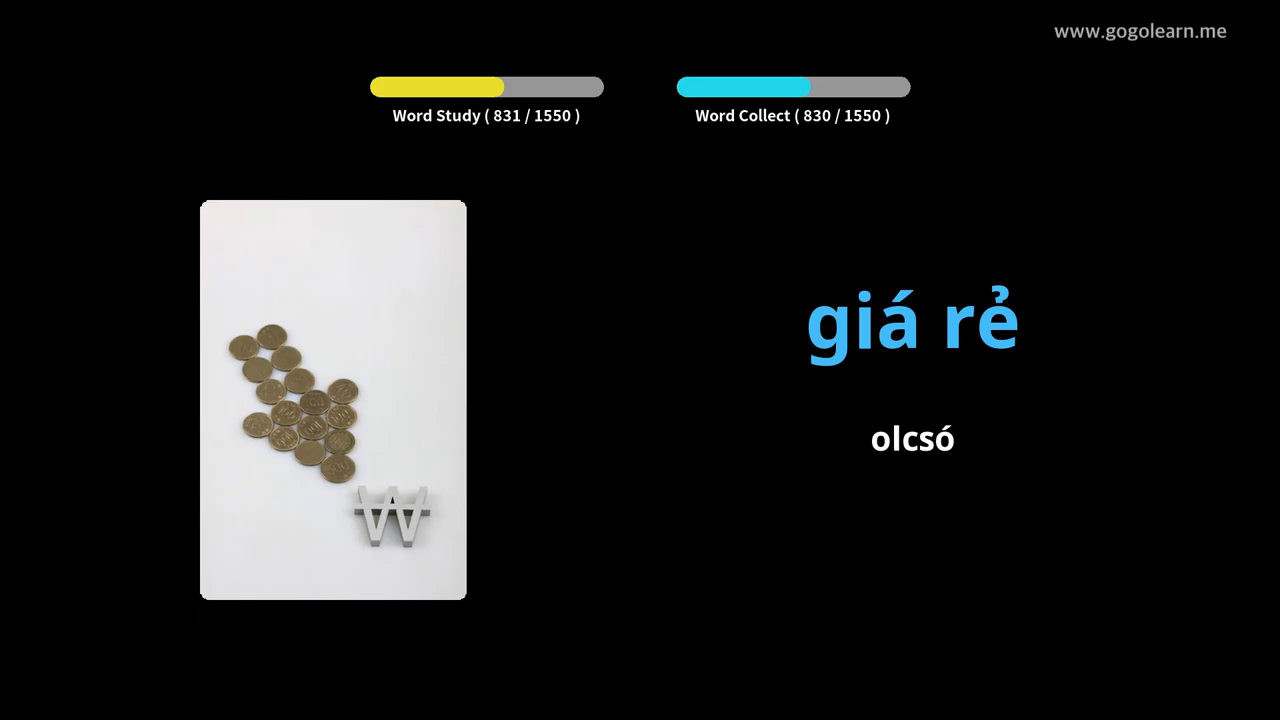 www.gogolearn.me
Word Study ( 831 / 1550 )
Word Collect ( 830 / 1550 )
giá rẻ
olcsó
₩